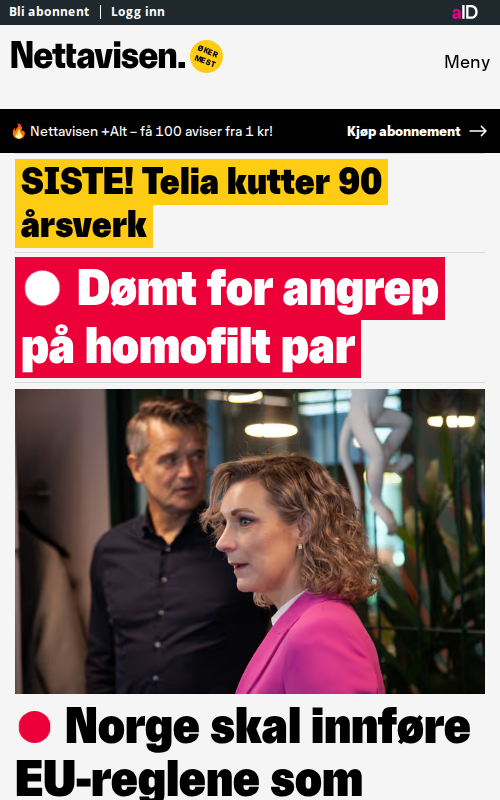 Bli abonnent
Logg inn
aID
Nettavisen.
ØKER
MEST
Meny
🔥 Nettavisen +Alt – få 100 aviser fra 1 kr!
Kjøp abonnement →
SISTE! Telia kutter 90
årsverk
Dømt for angrep
på homofilt par
Norge skal innføre
EU-reglene som